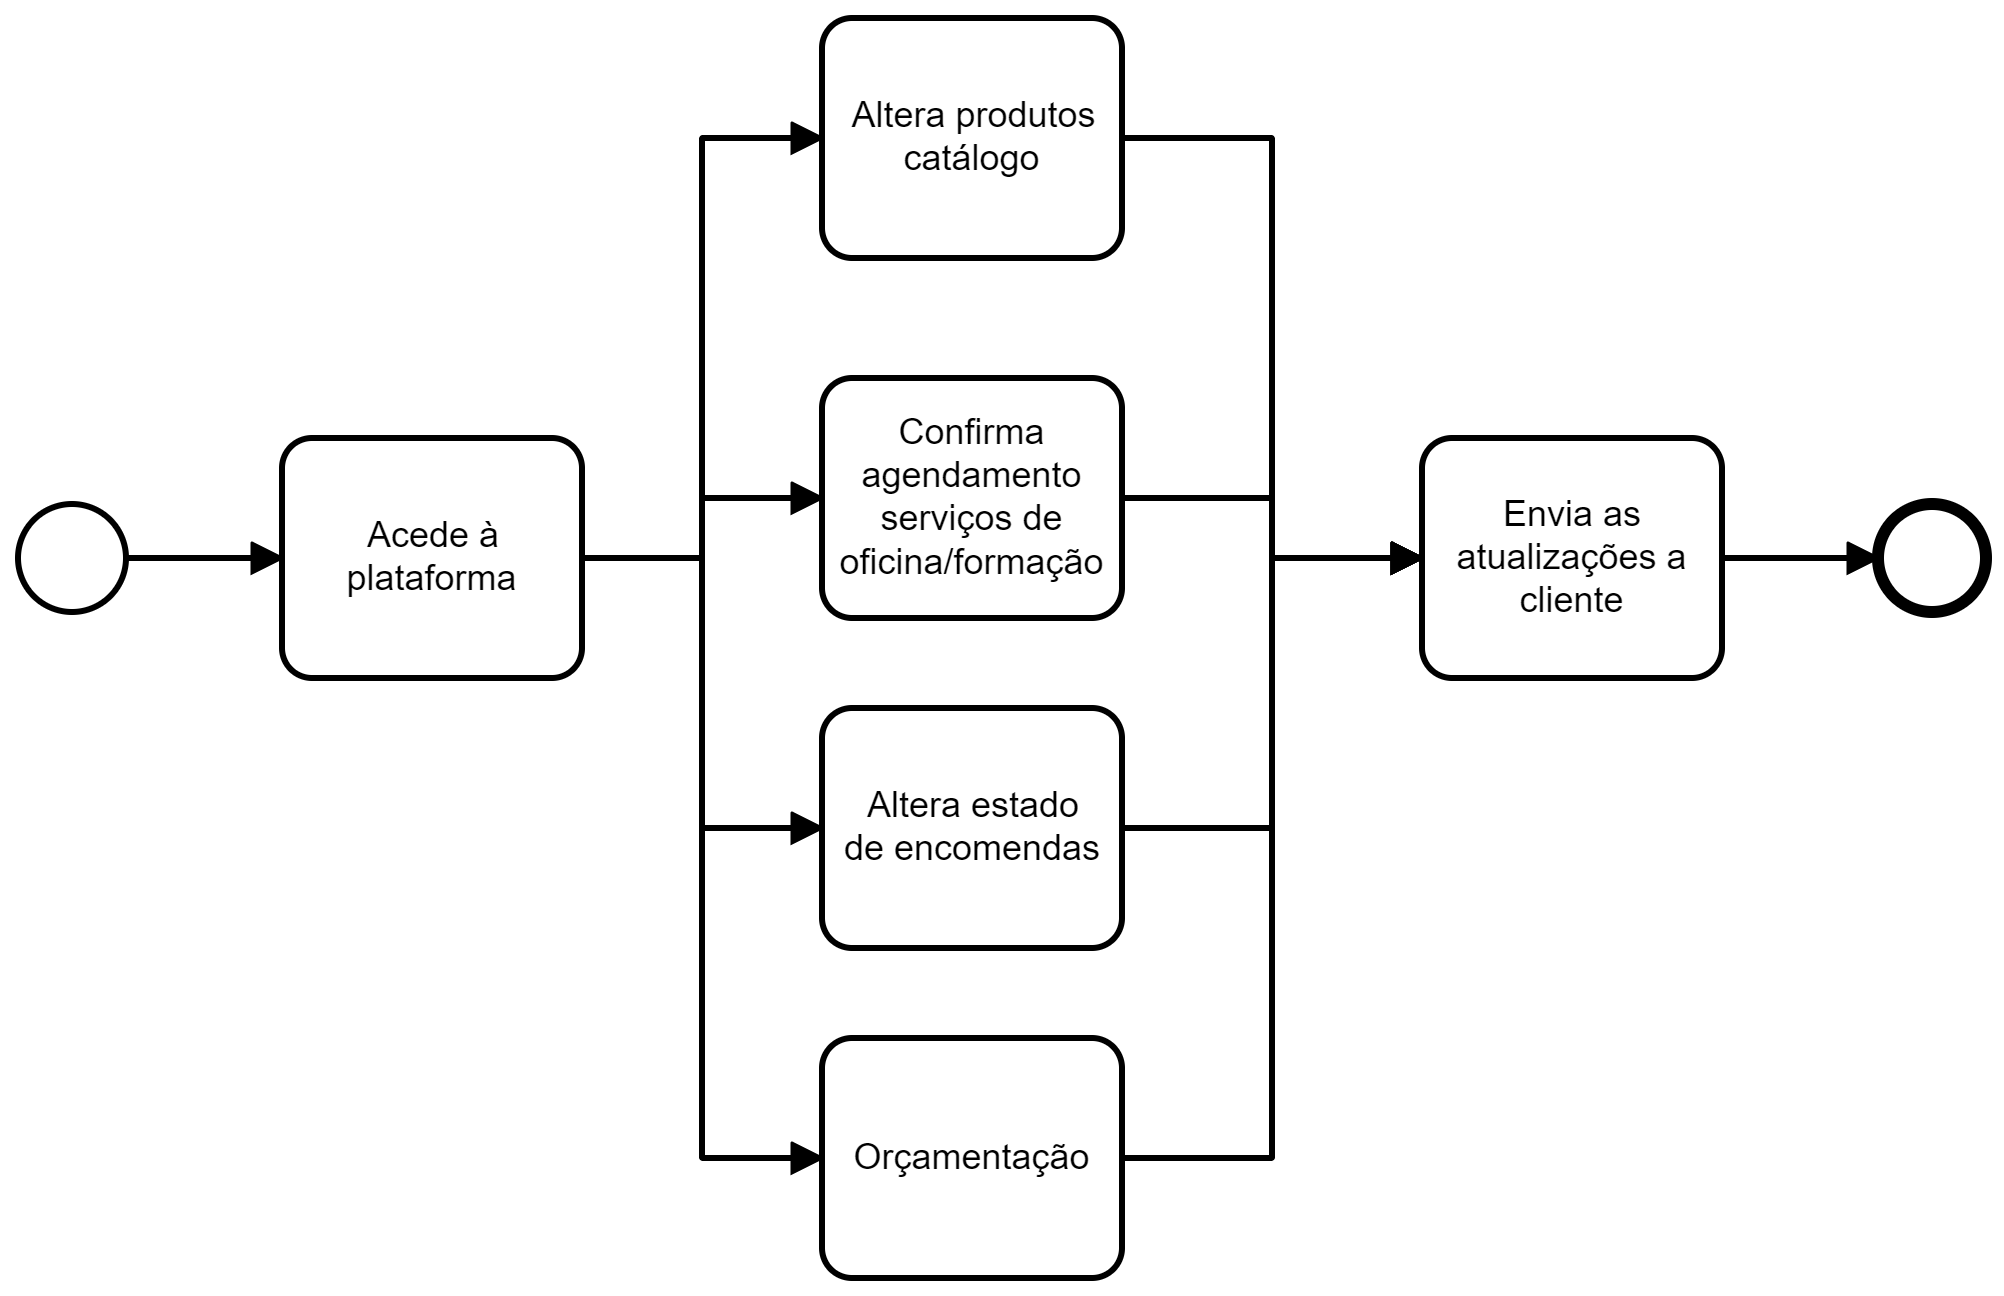 Altera produtos
catálogo
Confirma
agendamento
serviços de
oficina/formação
Acede à
plataforma
Envia as
atualizações a
cliente
Altera estado
de encomendas
Orçamentação